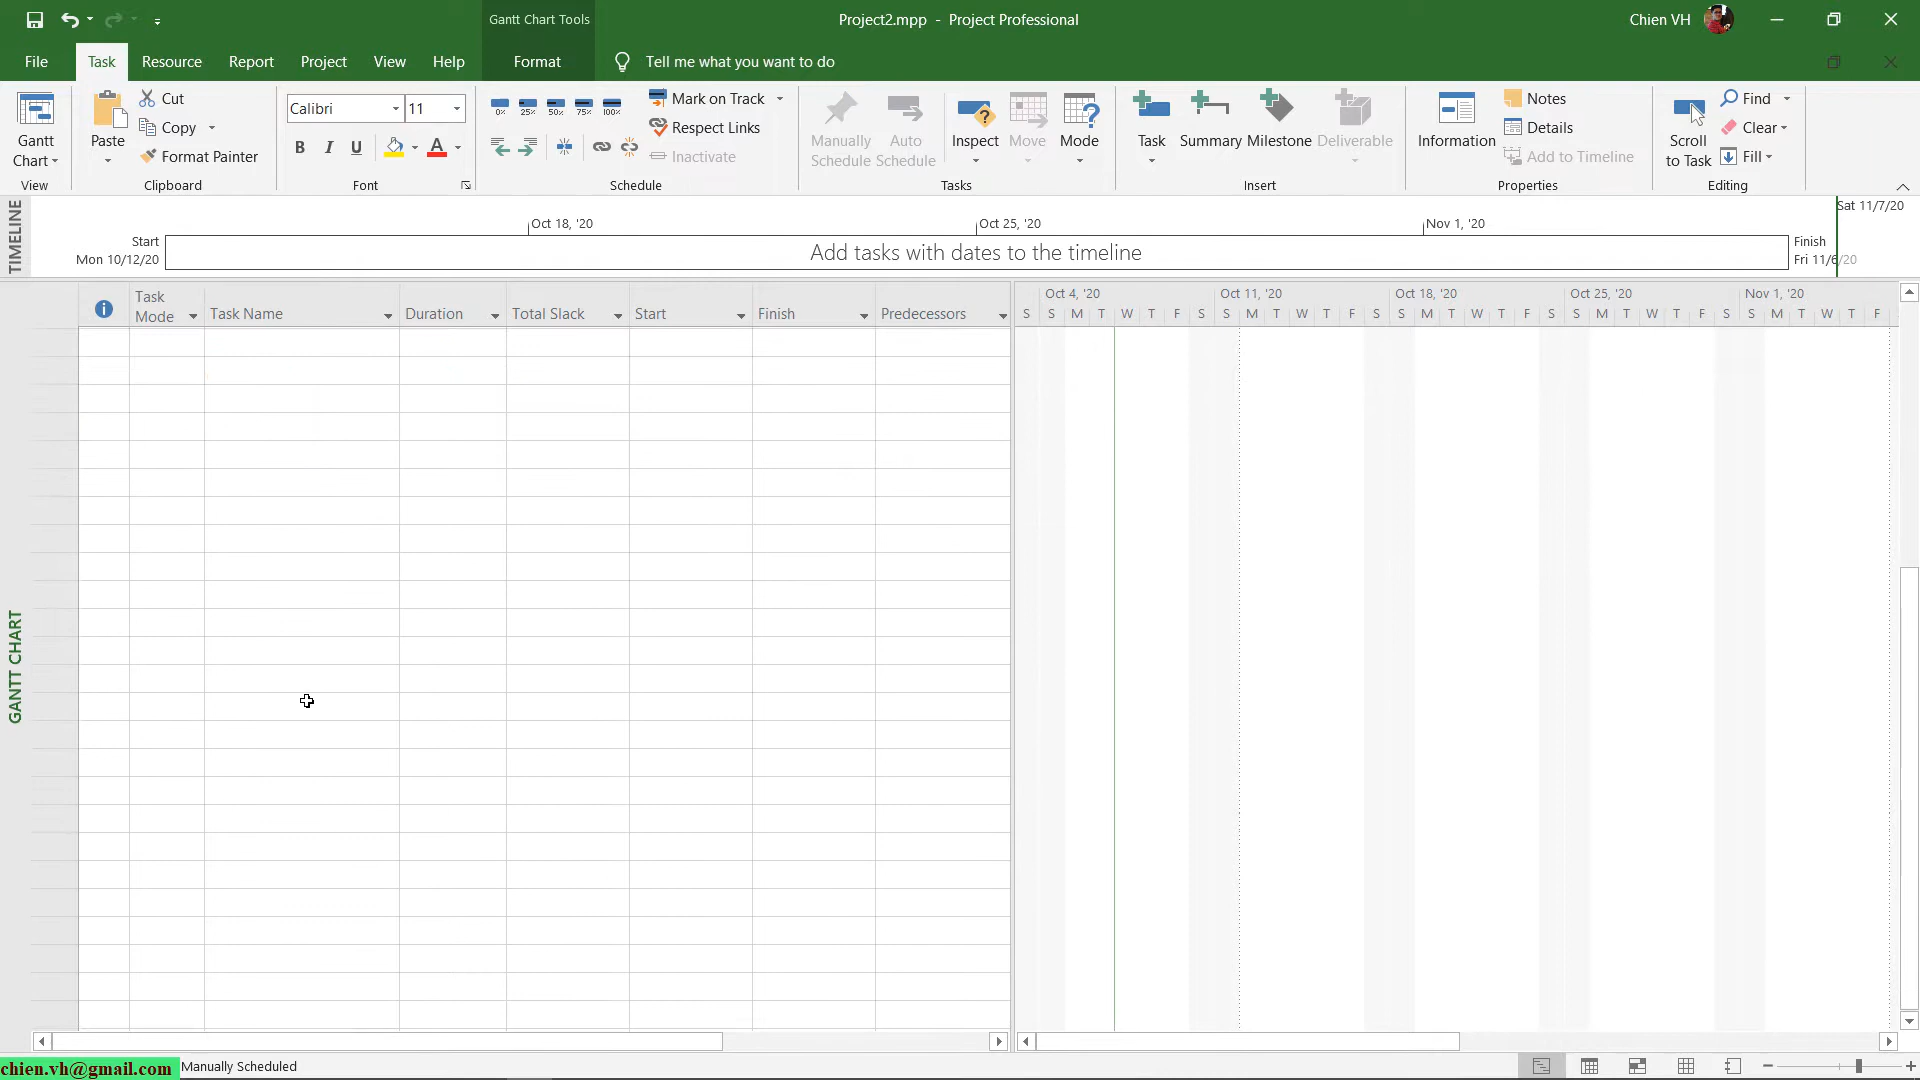 Gantt Chart Tools
Project2.mpp - Project Professional
Chien VH
File
Task
Resource
Report
Project
View
Help
Format
Tell me what you want to do
Gantt
Chart
View
Paste
Cut
Copy
Format Painter
Clipboard
Calibri
11
B
I
U
A
Font
0%
25%
50%
75%
100%
Mark on Track
Respect Links
Inactivate
Schedule
Manually
Schedule
Auto
Schedule
Inspect
Move
Mode
Tasks
Task
Summary
Milestone
Deliverable
Insert
Information
Notes
Details
Add to Timeline
Properties
Scroll
to Task
Find
Clear
Fill
Editing
TIMELINE
Start
Mon 10/12/20
Oct 18, '20
Oct 25, '20
Nov 1, '20
Sat 11/7/20
Add tasks with dates to the timeline
Finish
Fri 11/6/20
GANTT CHART
Task
Mode
Task Name
Duration
Total Slack
Start
Finish
Predecessors
Oct 4, '20
Oct 11, '20
Oct 18, '20
Oct 25, '20
Nov 1, '20
S S M T W T F S S M T W T F S S M T W T F S S M T W T F S S M T W T F
chien.vh@gmail.com
Manually Scheduled